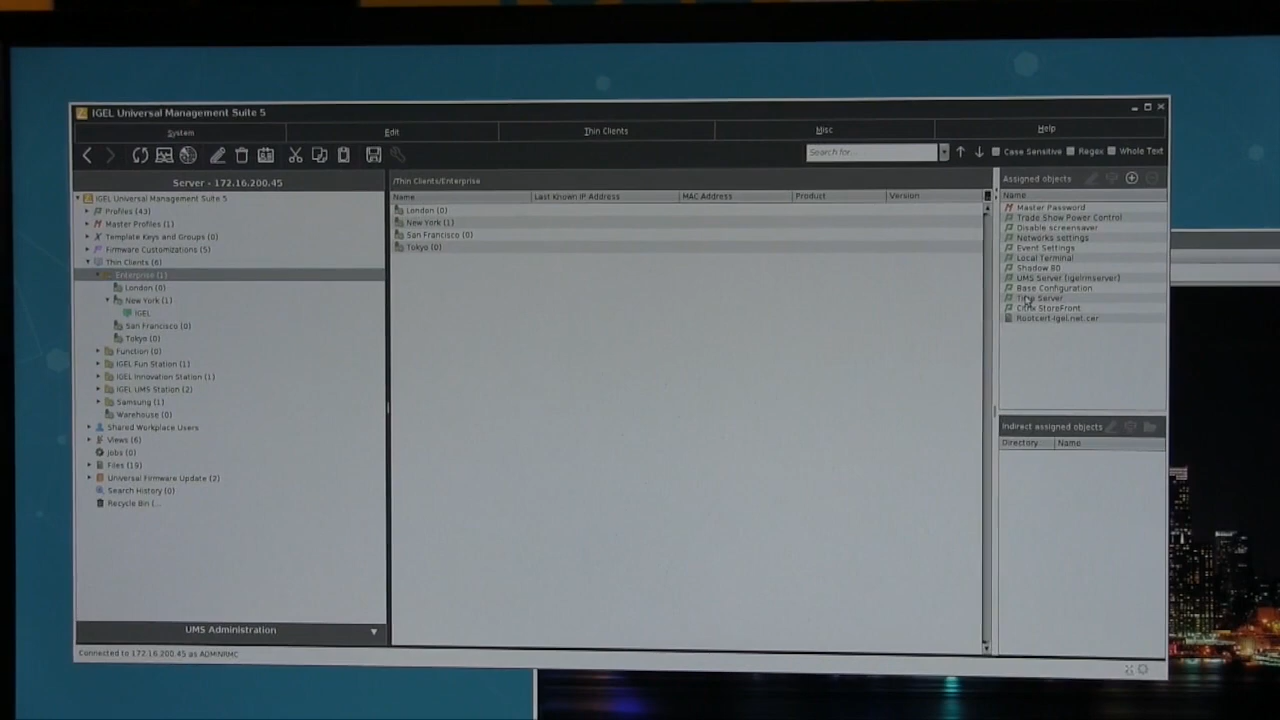 IGEL Universal Management Suite 5
System Edit Thin Clients Misc Help
Search for... Case Sensitive Regex Whole Text
Server - 172.16.200.45
IGEL Universal Management Suite 5
Profiles (43)
Master Profiles (1)
Template Keys and Groups (0)
Firmware Customizations (5)
Thin Clients (6)
Enterprise (1)
London (0)
New York (1)
IGEL
San Francisco (0)
Tokyo (0)
Function (0)
IGEL Fun Station (1)
IGEL Innovation Station (1)
IGEL UMS Station (2)
Samsung (1)
Warehouse (0)
Shared Workplace Users
Views (6)
Jobs (0)
Files (19)
Universal Firmware Update (2)
Search History (0)
Recycle Bin (...
UMS Administration
Connected to 172.16.200.45 as ADMINRMC
/Thin Clients/Enterprise
Name Last Known IP Address MAC Address Product Version
London (0)
New York (1)
San Francisco (0)
Tokyo (0)
Assigned objects
Name
Master Password
Trade Show Power Control
Disable screensaver
Networks settings
Event Settings
Local Terminal
Shadow 80
UMS Server (igelrmserver)
Base Configuration
Time Server
Citrix StoreFront
Rootcert-igel.net.cer
Indirect assigned objects
Directory Name